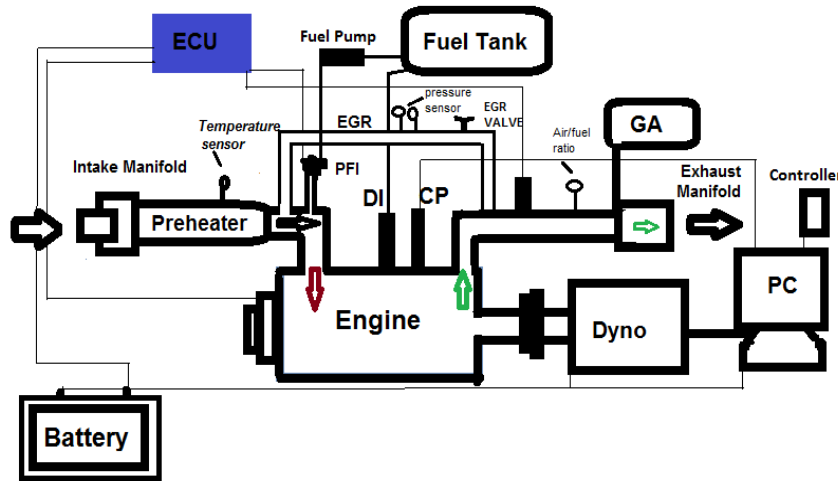 ECU
Fuel Pump
Fuel Tank
pressure
sensor
EGR
VALVE
GA
Temperature
sensor
EGR
Air/fuel
ratio
Intake Manifold
PFI
Exhaust
Manifold
Controller
DI
CP
Preheater
PC
Engine
Dyno
Battery